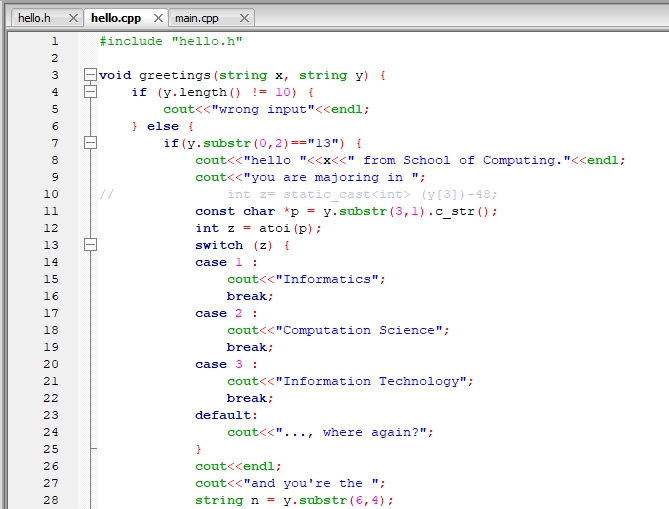 hello.h hello.cpp main.cpp
1 #include "hello.h"
2
3 void greetings(string x, string y) {
4 if (y.length() != 10) {
5 cout<<"wrong input"<<endl;
6 } else {
7 if(y.substr(0,2)=="13") {
8 cout<<"hello "<<x<<" from School of Computing."<<endl;
9 cout<<"you are majoring in ";
10 // int z= static_cast<int> (y[3])-48;
11 const char *p = y.substr(3,1).c_str();
12 int z = atoi(p);
13 switch (z) {
14 case 1 :
15 cout<<"Informatics";
16 break;
17 case 2 :
18 cout<<"Computation Science";
19 break;
20 case 3 :
21 cout<<"Information Technology";
22 break;
23 default:
24 cout<<"..., where again?";
25 }
26 cout<<endl;
27 cout<<"and you're the ";
28 string n = y.substr(6,4);